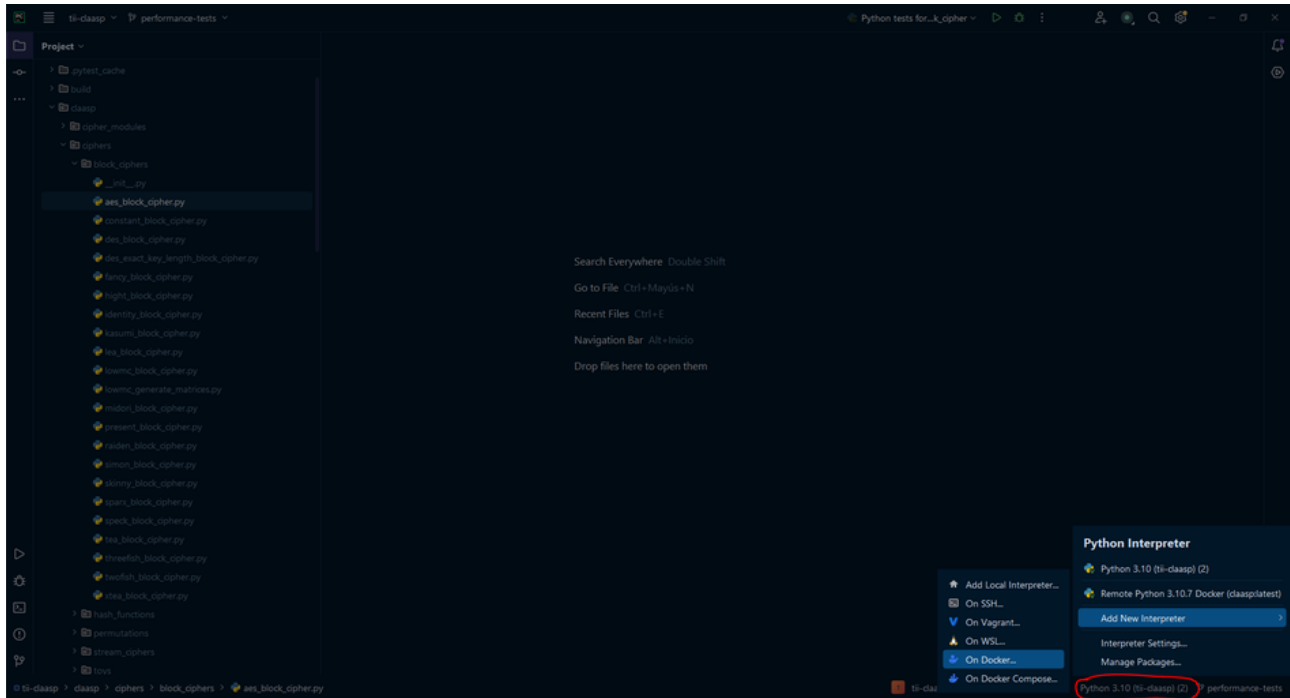 tii-claasp performance-tests Python tests for...k_cipher
Project
.pytest_cache
build
claasp
cipher_modules
ciphers
block_ciphers
__init__.py
aes_block_cipher.py
constant_block_cipher.py
des_block_cipher.py
des_exact_key_length_block_cipher.py
fancy_block_cipher.py
hight_block_cipher.py
identity_block_cipher.py
kasumi_block_cipher.py
lea_block_cipher.py
lowmc_block_cipher.py
lowmc_generate_matrices.py
midori_block_cipher.py
present_block_cipher.py
raiden_block_cipher.py
simon_block_cipher.py
skinny_block_cipher.py
sparx_block_cipher.py
speck_block_cipher.py
tea_block_cipher.py
threefish_block_cipher.py
twofish_block_cipher.py
xtea_block_cipher.py
hash_functions
permutations
stream_ciphers
toys
Search Everywhere Double Shift
Go to File Ctrl+Mayús+N
Recent Files Ctrl+E
Navigation Bar Alt+Inicio
Drop files here to open them
Python Interpreter
Python 3.10 (tii-claasp) (2)
Remote Python 3.10.7 Docker (claasp:latest)
Add New Interpreter
Interpreter Settings...
Manage Packages...
Add Local Interpreter...
On SSH...
On Vagrant...
On WSL...
On Docker...
On Docker Compose...
tii-claasp > claasp > ciphers > block_ciphers > aes_block_cipher.py tii-claa Python 3.10 (tii-claasp) (2) performance-tests